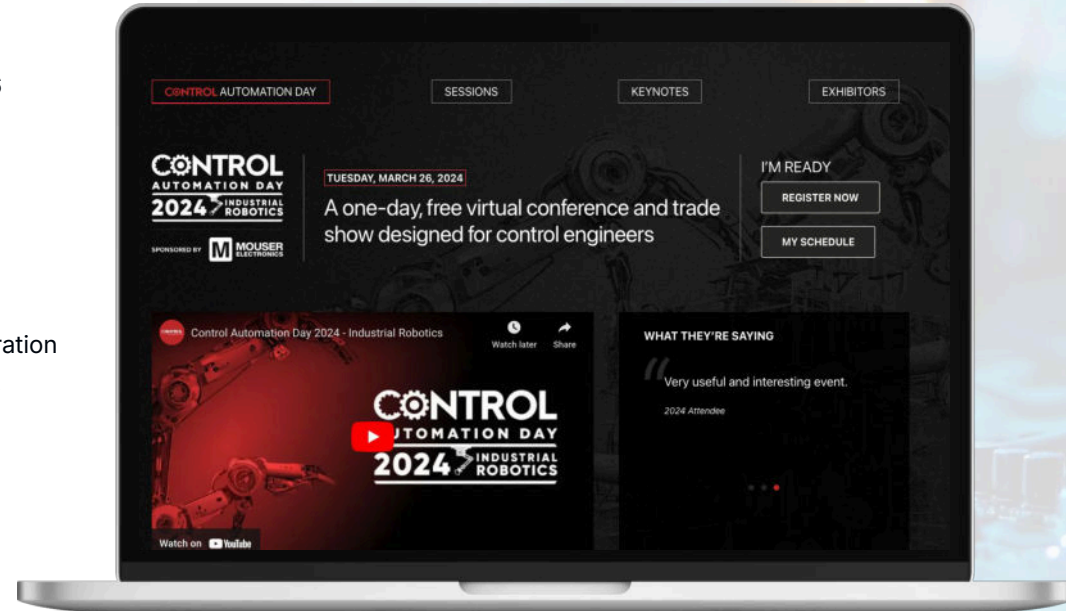 s
ration
CONTROL AUTOMATION DAY
SESSIONS
KEYNOTES
EXHIBITORS
CONTROL
AUTOMATION DAY
2024 INDUSTRIAL
ROBOTICS
SPONSORED BY M MOUSER
ELECTRONICS
TUESDAY, MARCH 26, 2024
A one-day, free virtual conference and trade
show designed for control engineers
I'M READY
REGISTER NOW
MY SCHEDULE
CONTROL
Control Automation Day 2024 - Industrial Robotics
Watch later
Share
CONTROL
AUTOMATION DAY
2024 INDUSTRIAL
ROBOTICS
Watch on YouTube
WHAT THEY'RE SAYING
“
Very useful and interesting event.
2024 Attendee